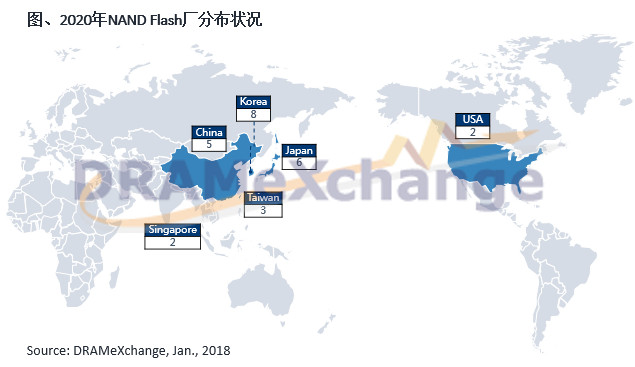 图、2020年NAND Flash厂分布状况
Korea
8
China
5
Japan
6
USA
2
Taiwan
3
Singapore
2
DRAMeXchange
Source: DRAMeXchange, Jan., 2018